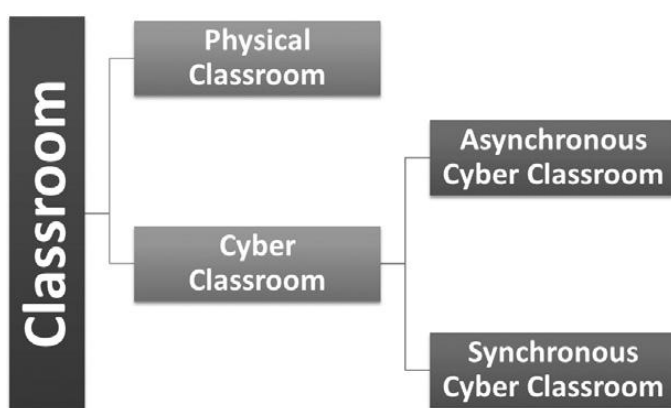 Classroom
Physical
Classroom
Cyber
Classroom
Asynchronous
Cyber Classroom
Synchronous
Cyber Classroom